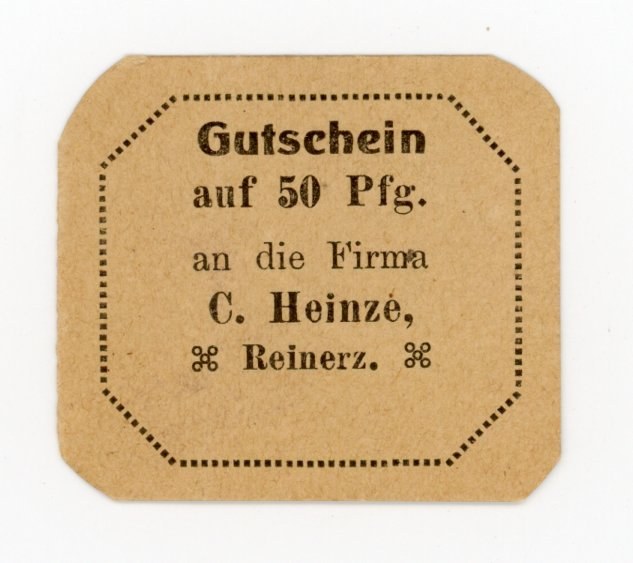 Gutschein
auf 50 Pfg.
an die Firma
C. Heinze,
⌘ Reinerz. ⌘